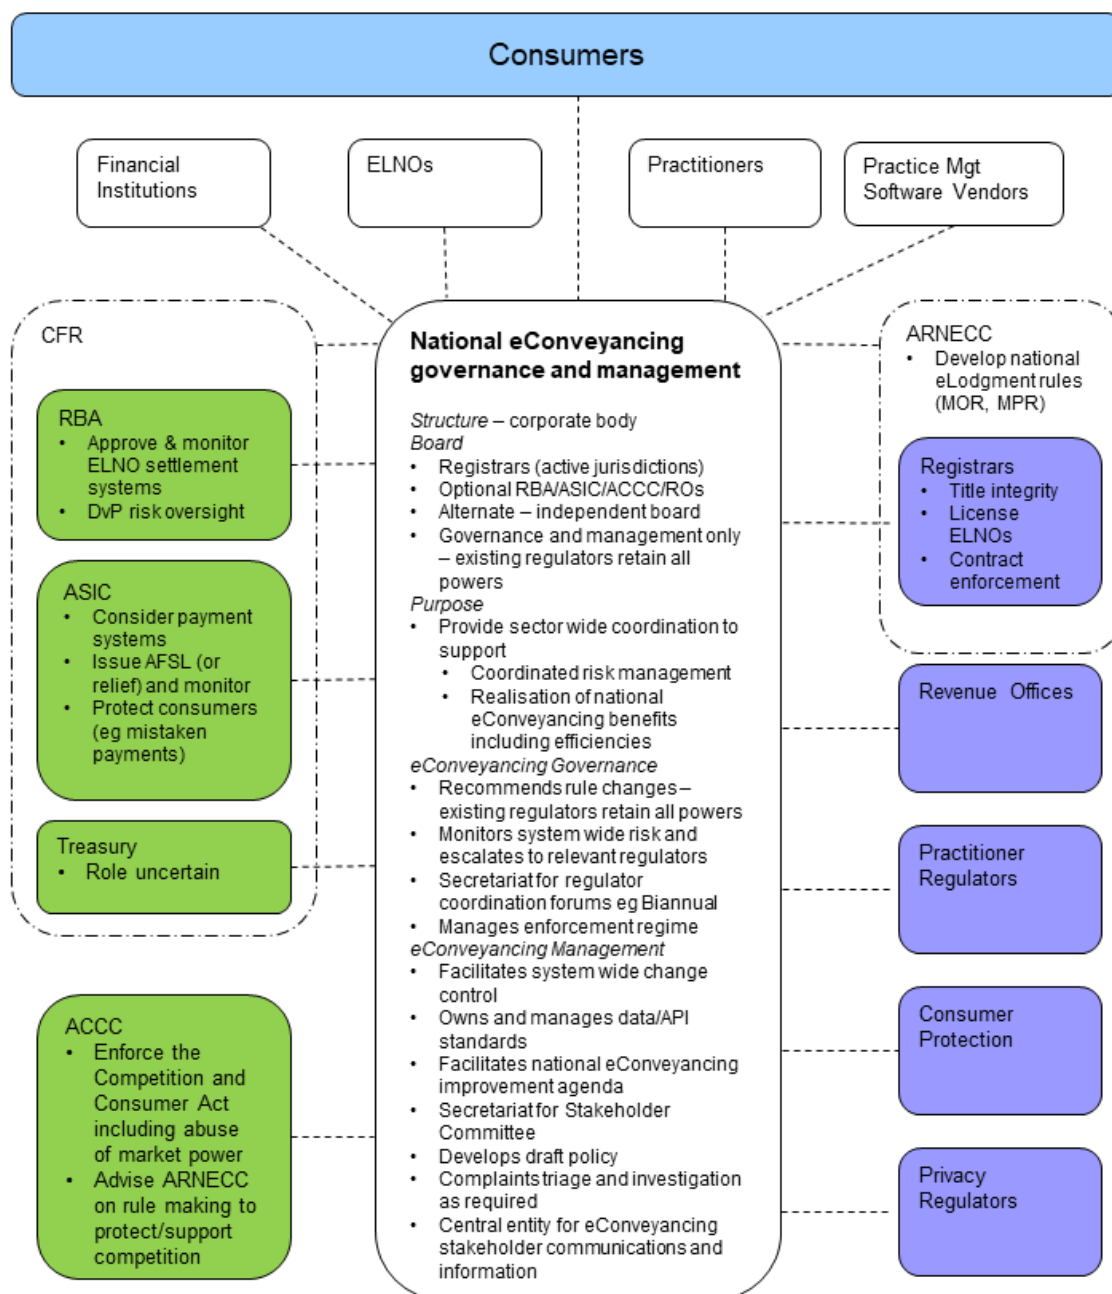 Consumers
Financial
Institutions
ELNOs
Practitioners
Practice Mgt
Software Vendors
CFR
RBA
• Approve & monitor
ELNO settlement
systems
• DvP risk oversight
ASIC
• Consider payment
systems
• Issue AFSL (or
relief) and monitor
• Protect consumers
(eg mistaken
payments)
Treasury
• Role uncertain
ACCC
• Enforce the
Competition and
Consumer Act
including abuse
of market power
• Advise ARNECC
on rule making to
protect/support
competition
National eConveyancing
governance and management
Structure – corporate body
Board
• Registrars (active jurisdictions)
• Optional RBA/ASIC/ACCC/ROs
• Alternate – independent board
• Governance and management only
– existing regulators retain all
powers
Purpose
• Provide sector wide coordination to
support
• Coordinated risk management
• Realisation of national
eConveyancing benefits
including efficiencies
eConveyancing Governance
• Recommends rule changes –
existing regulators retain all powers
• Monitors system wide risk and
escalates to relevant regulators
• Secretariat for regulator
coordination forums eg Biannual
• Manages enforcement regime
eConveyancing Management
• Facilitates system wide change
control
• Owns and manages data/API
standards
• Facilitates national eConveyancing
improvement agenda
• Secretariat for Stakeholder
Committee
• Develops draft policy
• Complaints triage and investigation
as required
• Central entity for eConveyancing
stakeholder communications and
information
ARNECC
• Develop national
eLodgment rules
(MOR, MPR)
Registrars
• Title integrity
• License
ELNOs
• Contract
enforcement
Revenue Offices
Practitioner
Regulators
Consumer
Protection
Privacy
Regulators